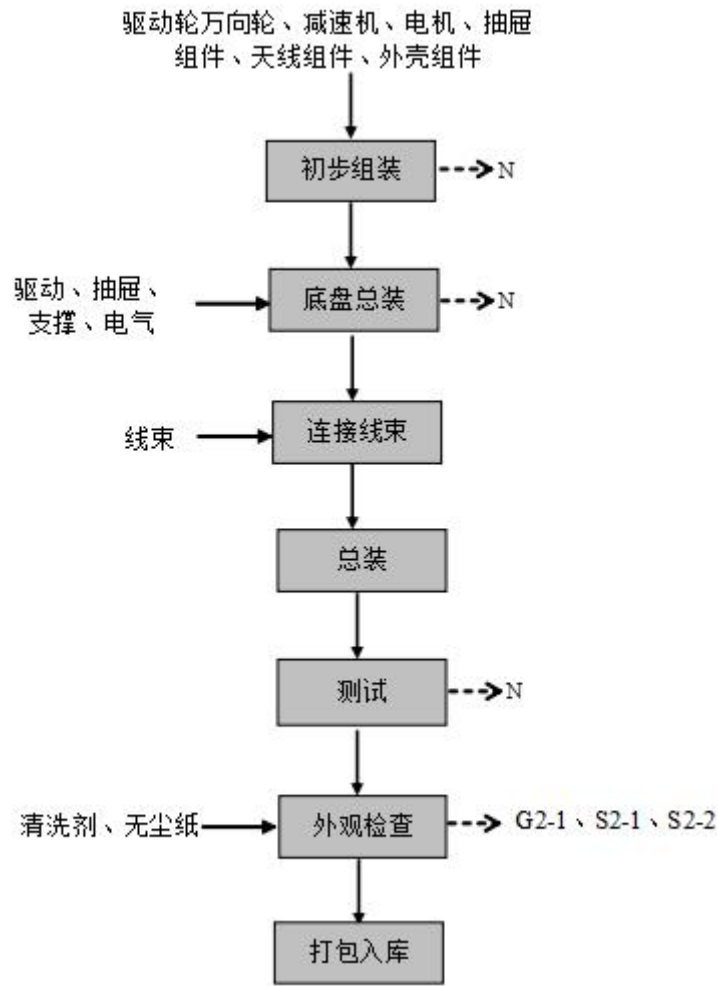 驱动轮万向轮、减速机、电机、抽屉
组件、天线组件、外壳组件
初步组装
N
驱动、抽屉、
支撑、电气
底盘总装
N
线束
连接线束
总装
测试
N
清洗剂、无尘纸
外观检查
G2-1、S2-1、S2-2
打包入库